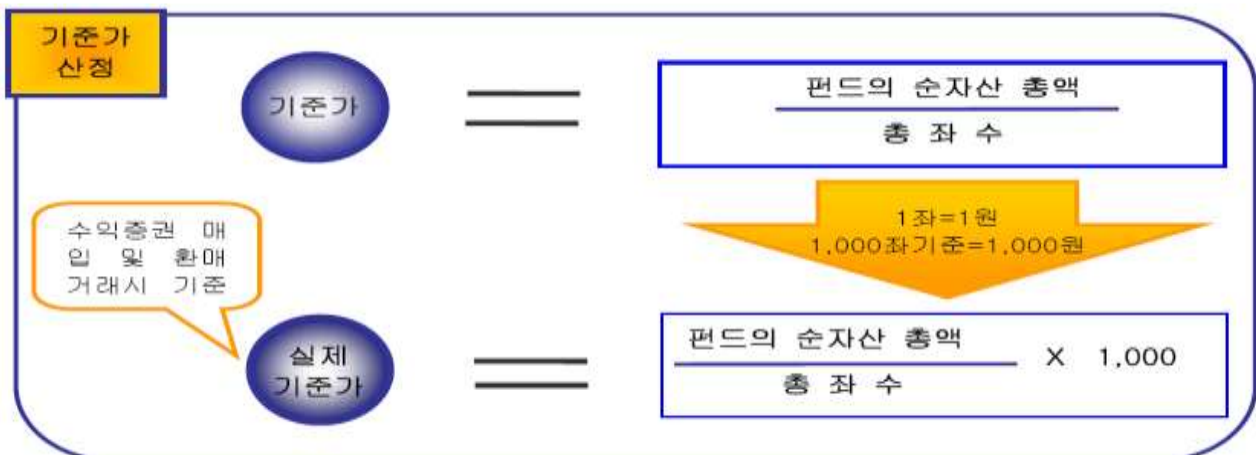 기준가
산정
기준가
펀드의 순자산 총액
총 좌 수
1좌=1원
1,000좌기준=1,000원
수익증권 매
입 및 환매
거래시 기준
실제
기준가
펀드의 순자산 총액
총 좌 수
X 1,000